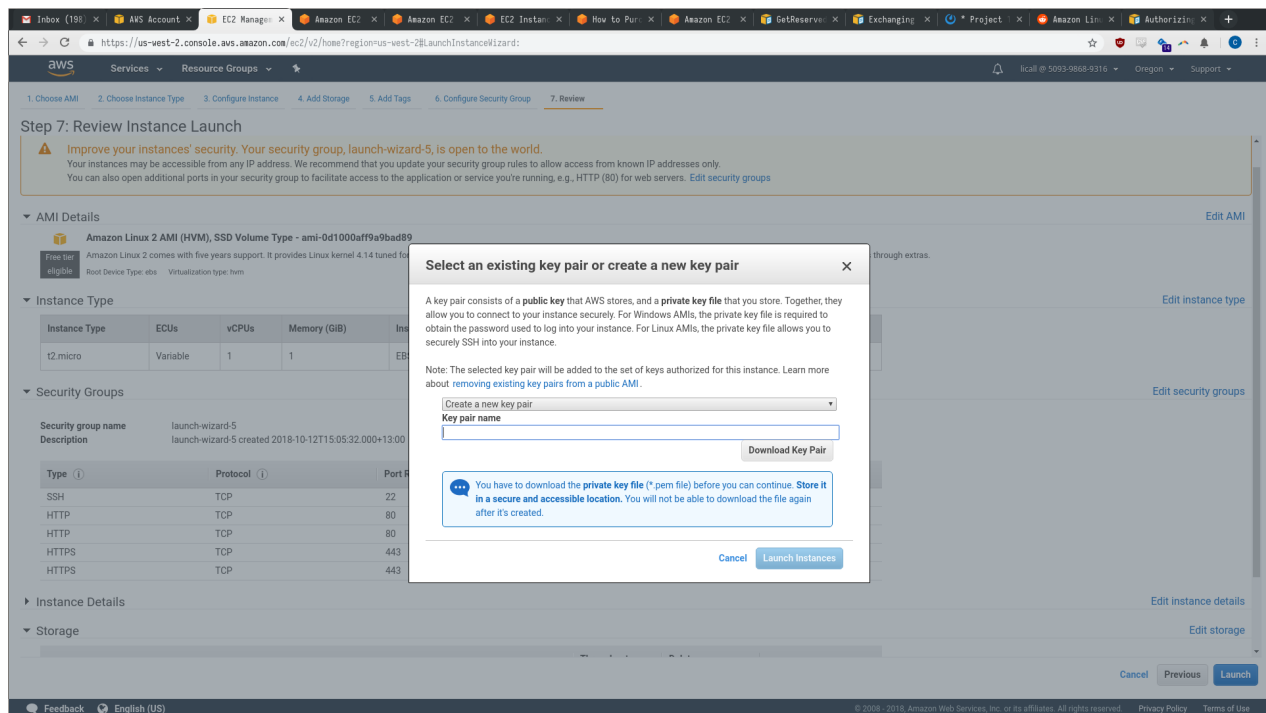 Inbox (198)
AWS Account
EC2 Manager
Amazon EC2
Amazon EC2
EC2 Instanc
How to Purc
Amazon EC2
GetReserved
Exchanging
* Project
Amazon Linu
Authorizing
https://us-west-2.console.aws.amazon.com/ec2/v2/home?region=us-west-2#LaunchInstanceWizard:
aws Services Resource Groups licall @ 5093-9868-9316 Oregon Support
1. Choose AMI 2. Choose Instance Type 3. Configure Instance 4. Add Storage 5. Add Tags 6. Configure Security Group 7. Review
Step 7: Review Instance Launch
Improve your instances' security. Your security group, launch-wizard-5, is open to the world.
Your instances may be accessible from any IP address. We recommend that you update your security group rules to allow access from known IP addresses only.
You can also open additional ports in your security group to facilitate access to the application or service you're running, e.g., HTTP (80) for web servers. Edit security groups
AMI Details Edit AMI
Amazon Linux 2 AMI (HVM), SSD Volume Type - ami-0d1000aff9a9bad89
Free tier eligible
Amazon Linux 2 comes with five years support. It provides Linux kernel 4.14 tuned for through extras.
Root Device Type: ebs Virtualization type: hvm
Instance Type Edit instance type
Instance Type ECUs vCPUs Memory (GiB) Ins
t2.micro Variable 1 1 EBS
Security Groups Edit security groups
Security group name launch-wizard-5
Description launch-wizard-5 created 2018-10-12T15:05:32.000+13:00
Type Protocol Port R
SSH TCP 22
HTTP TCP 80
HTTP TCP 80
HTTPS TCP 443
HTTPS TCP 443
Instance Details Edit instance details
Storage Edit storage
Select an existing key pair or create a new key pair
A key pair consists of a public key that AWS stores, and a private key file that you store. Together, they
allow you to connect to your instance securely. For Windows AMIs, the private key file is required to
obtain the password used to log into your instance. For Linux AMIs, the private key file allows you to
securely SSH into your instance.
Note: The selected key pair will be added to the set of keys authorized for this instance. Learn more
about removing existing key pairs from a public AMI.
Create a new key pair
Key pair name
Download Key Pair
You have to download the private key file (*.pem file) before you can continue. Store it
in a secure and accessible location. You will not be able to download the file again
after it's created.
Cancel Launch Instances
Cancel Previous Launch
Feedback English (US) © 2008 - 2018, Amazon Web Services, Inc. or its affiliates. All rights reserved. Privacy Policy Terms of Use